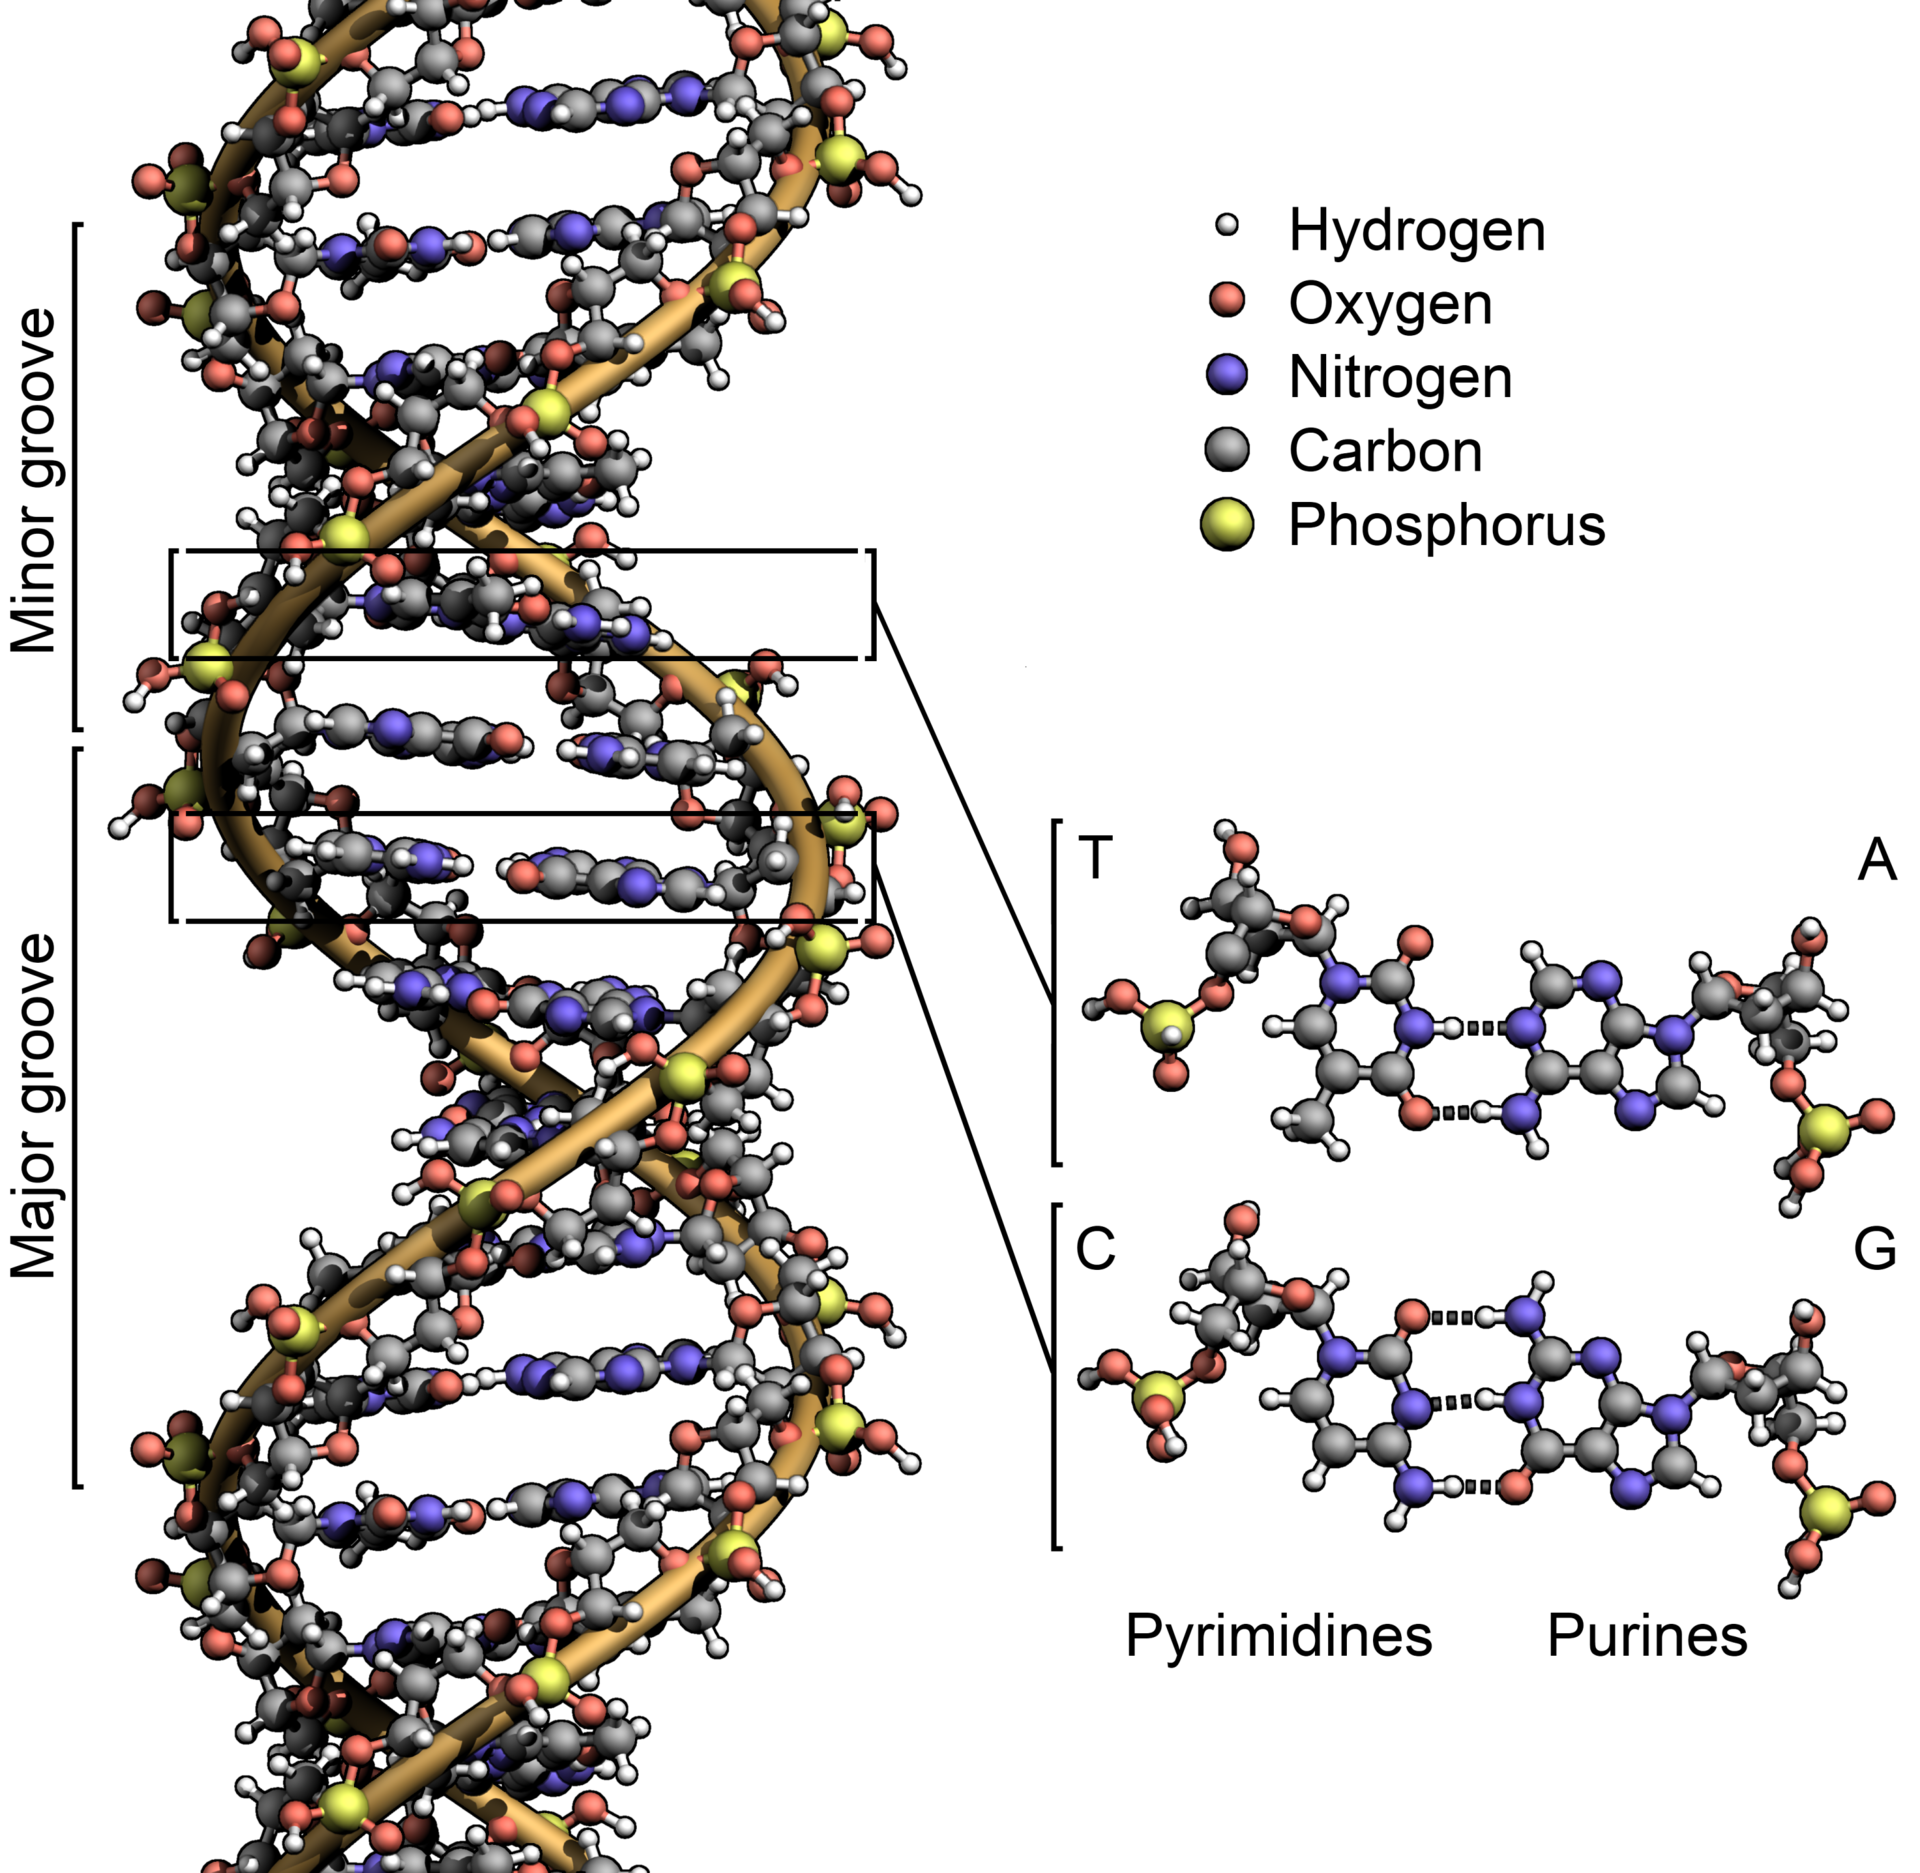 Minor groove
Major groove
Hydrogen
Oxygen
Nitrogen
Carbon
Phosphorus
T
A
C
G
Pyrimidines
Purines